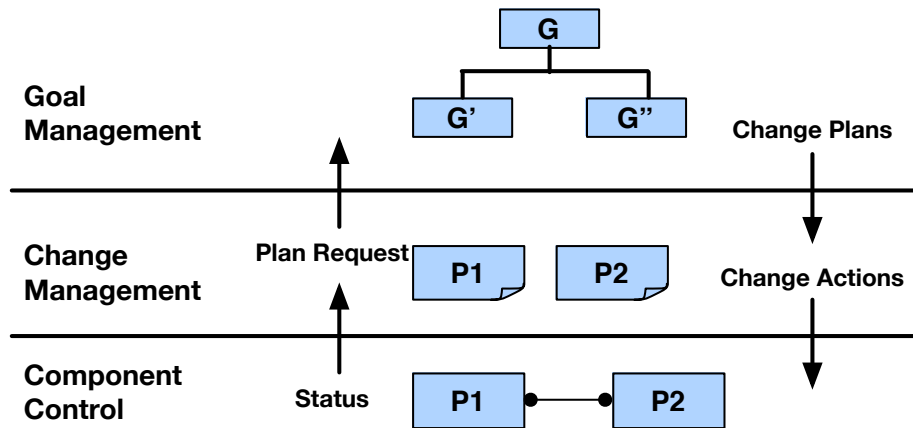 G
Goal
Management
G'
G"
Change Plans
Plan Request
Change
Management
P1
P2
Change Actions
Component
Control
Status
P1
P2